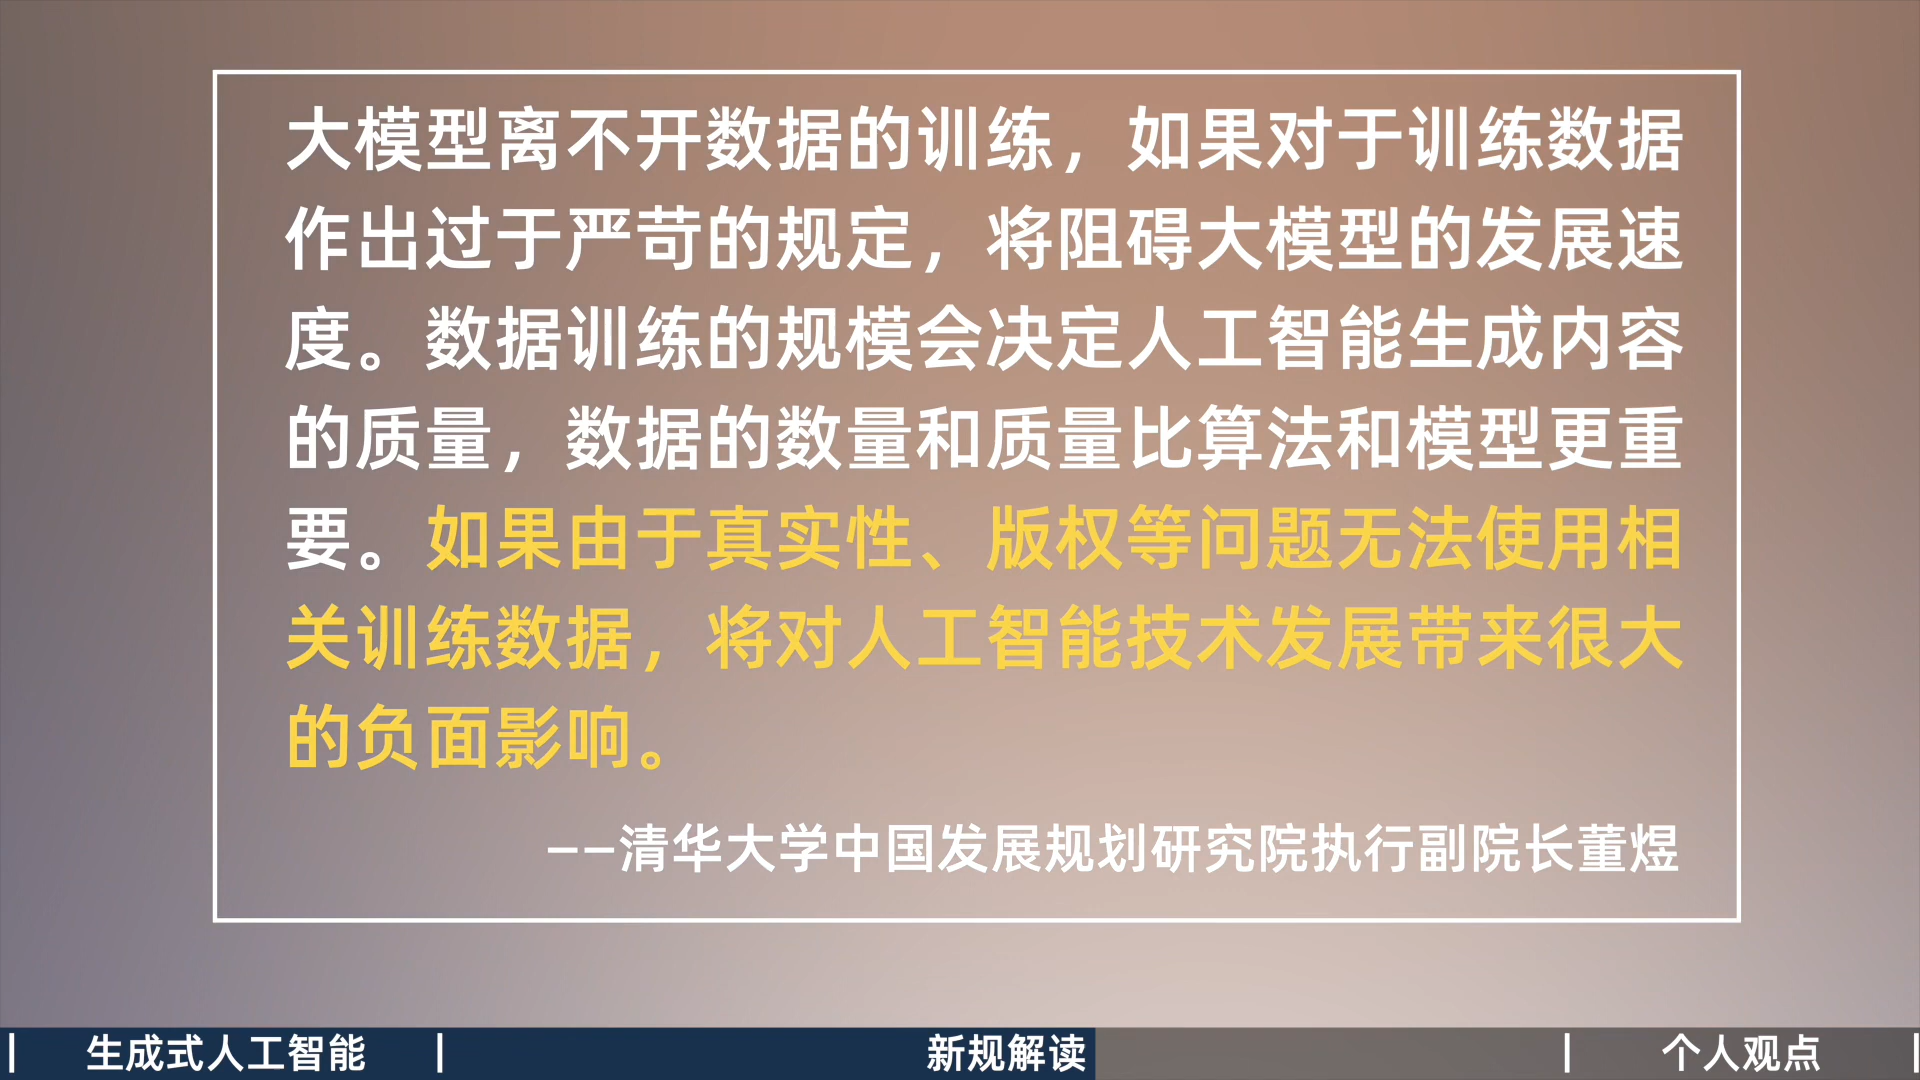 大模型离不开数据的训练，如果对于训练数据
作出过于严苛的规定，将阻碍大模型的发展速
度。数据训练的规模会决定人工智能生成内容
的质量，数据的数量和质量比算法和模型更重
要。如果由于真实性、版权等问题无法使用相
关训练数据，将对人工智能技术发展带来很大
的负面影响。
——清华大学中国发展规划研究院执行副院长董煜
| 生成式人工智能 | 新规解读 | 个人观点 |